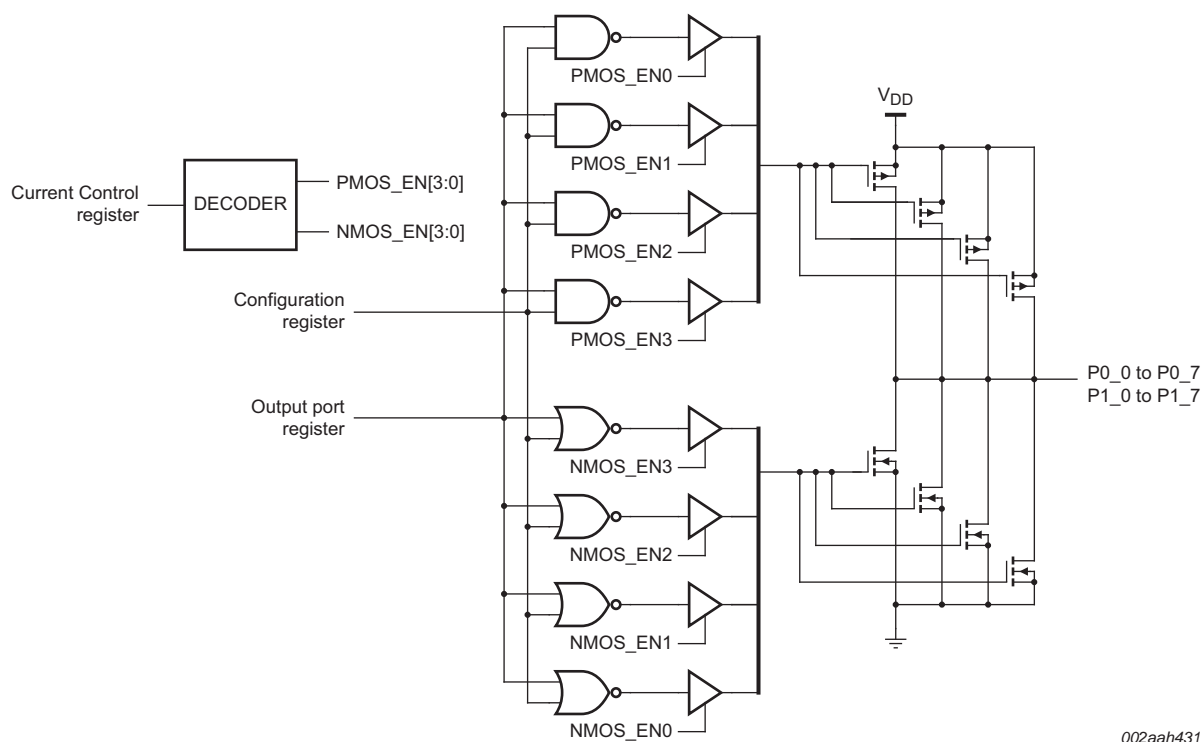 PMOS_EN0
PMOS_EN1
PMOS_EN2
PMOS_EN3
Current Control
register
DECODER
PMOS_EN[3:0]
NMOS_EN[3:0]
Configuration
register
Output port
register
NMOS_EN3
NMOS_EN2
NMOS_EN1
NMOS_EN0
VDD
P0_0 to P0_7
P1_0 to P1_7
002aah431